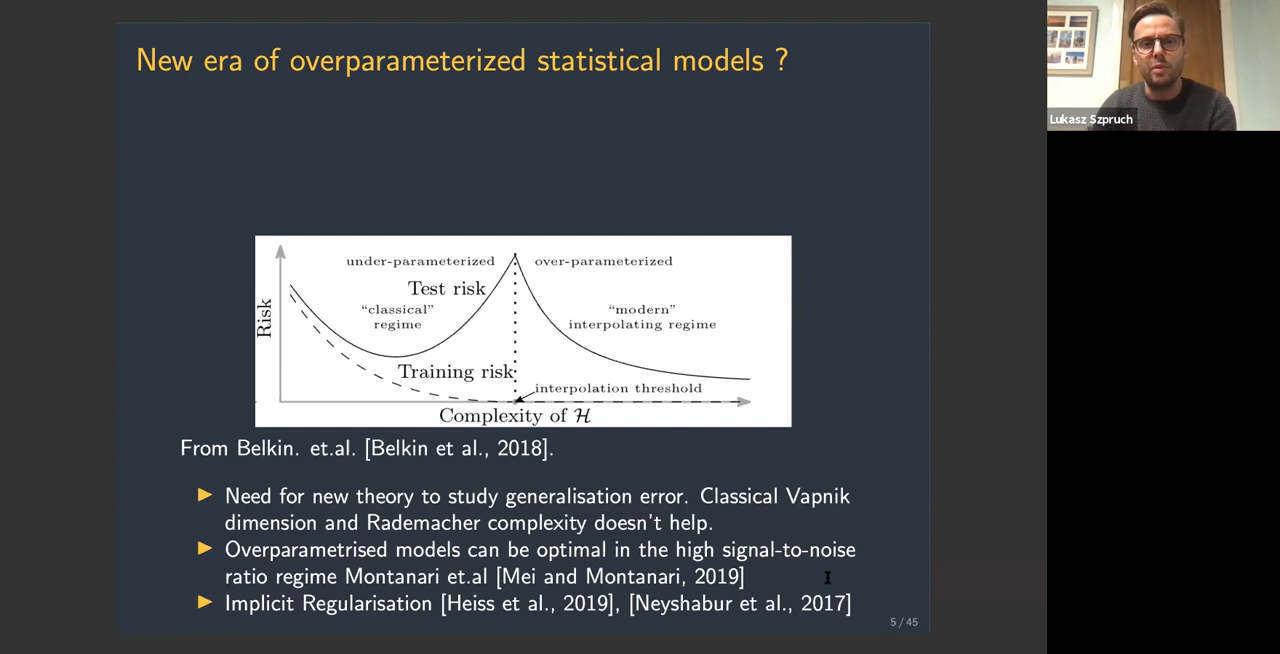 New era of overparameterized statistical models ?
Lukasz Szpruch
under-parameterized
over-parameterized
Test risk
“classical”
regime
“modern”
interpolating regime
Risk
Training risk
interpolation threshold
Complexity of ℋ
From Belkin. et.al. [Belkin et al., 2018].
▶ Need for new theory to study generalisation error. Classical Vapnik
dimension and Rademacher complexity doesn't help.
▶ Overparametrised models can be optimal in the high signal-to-noise
ratio regime Montanari et.al [Mei and Montanari, 2019]
▶ Implicit Regularisation [Heiss et al., 2019], [Neyshabur et al., 2017]
5 / 45